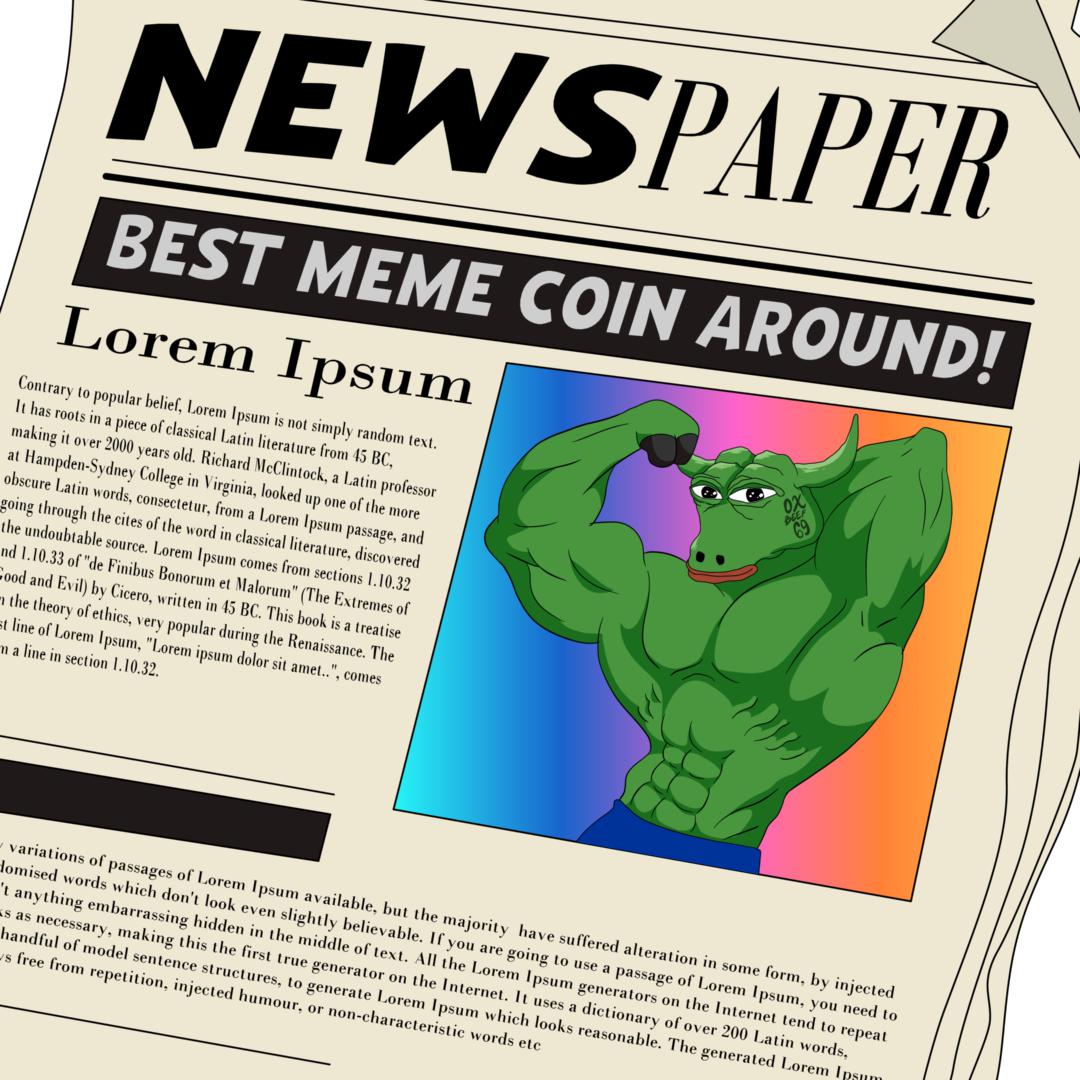 NEWSPAPER
BEST MEME COIN AROUND!
Lorem Ipsum
Contrary to popular belief, Lorem Ipsum is not simply random text.
It has roots in a piece of classical Latin literature from 45 BC,
making it over 2000 years old. Richard McClintock, a Latin professor
at Hampden-Sydney College in Virginia, looked up one of the more
obscure Latin words, consectetur, from a Lorem Ipsum passage, and
going through the cites of the word in classical literature, discovered
the undoubtable source. Lorem Ipsum comes from sections 1.10.32
nd 1.10.33 of "de Finibus Bonorum et Malorum" (The Extremes of
Good and Evil) by Cicero, written in 45 BC. This book is a treatise
n the theory of ethics, very popular during the Renaissance. The
st line of Lorem Ipsum, "Lorem ipsum dolor sit amet..", comes
m a line in section 1.10.32.
OX
BEEF
69
y variations of passages of Lorem Ipsum available, but the majority have suffered alteration in some form, by injected
domised words which don't look even slightly believable. If you are going to use a passage of Lorem Ipsum, you need to
't anything embarrassing hidden in the middle of text. All the Lorem Ipsum generators on the Internet tend to repeat
ks as necessary, making this the first true generator on the Internet. It uses a dictionary of over 200 Latin words,
handful of model sentence structures, to generate Lorem Ipsum which looks reasonable. The generated Lorem Ipsum
ys free from repetition, injected humour, or non-characteristic words etc